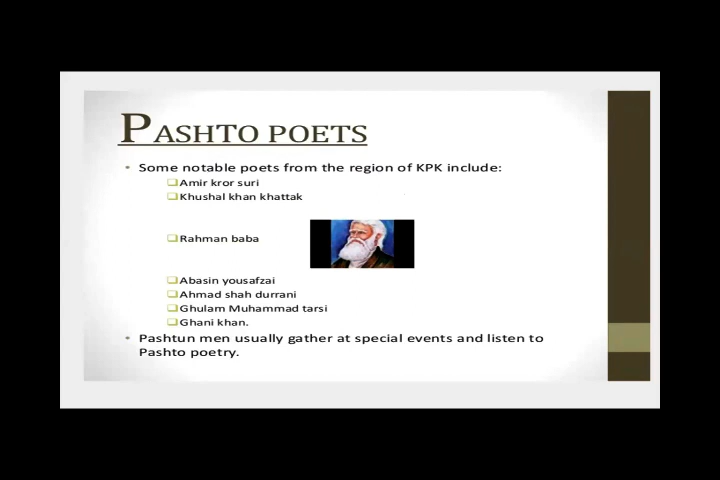 PASHTO POETS
Some notable poets from the region of KPK include:
Amir kror suri
Khushal khan khattak
Rahman baba
Abasin yousafzai
Ahmad shah durrani
Ghulam Muhammad tarsi
Ghani khan.
Pashtun men usually gather at special events and listen to
Pashto poetry.